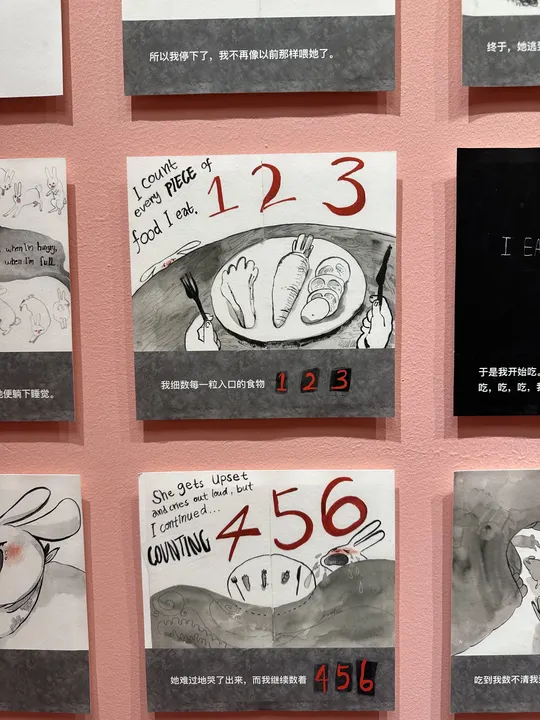 所以我停下了，我不再像以前那样喂她了。
终于，她逃
I count
every PIECE of
food I eat.
1 2 3
when I'm hungry,
when I'm full.
I EA
便躺下睡觉。
我细数每一粒入口的食物 1 2 3
于是我开始吃。
吃，吃，吃，
She gets upset
and cries out loud, but
I continued...
COUNTING
4 5 6
她难过地哭了出来，而我继续数着 4 5 6
吃到我数不清我